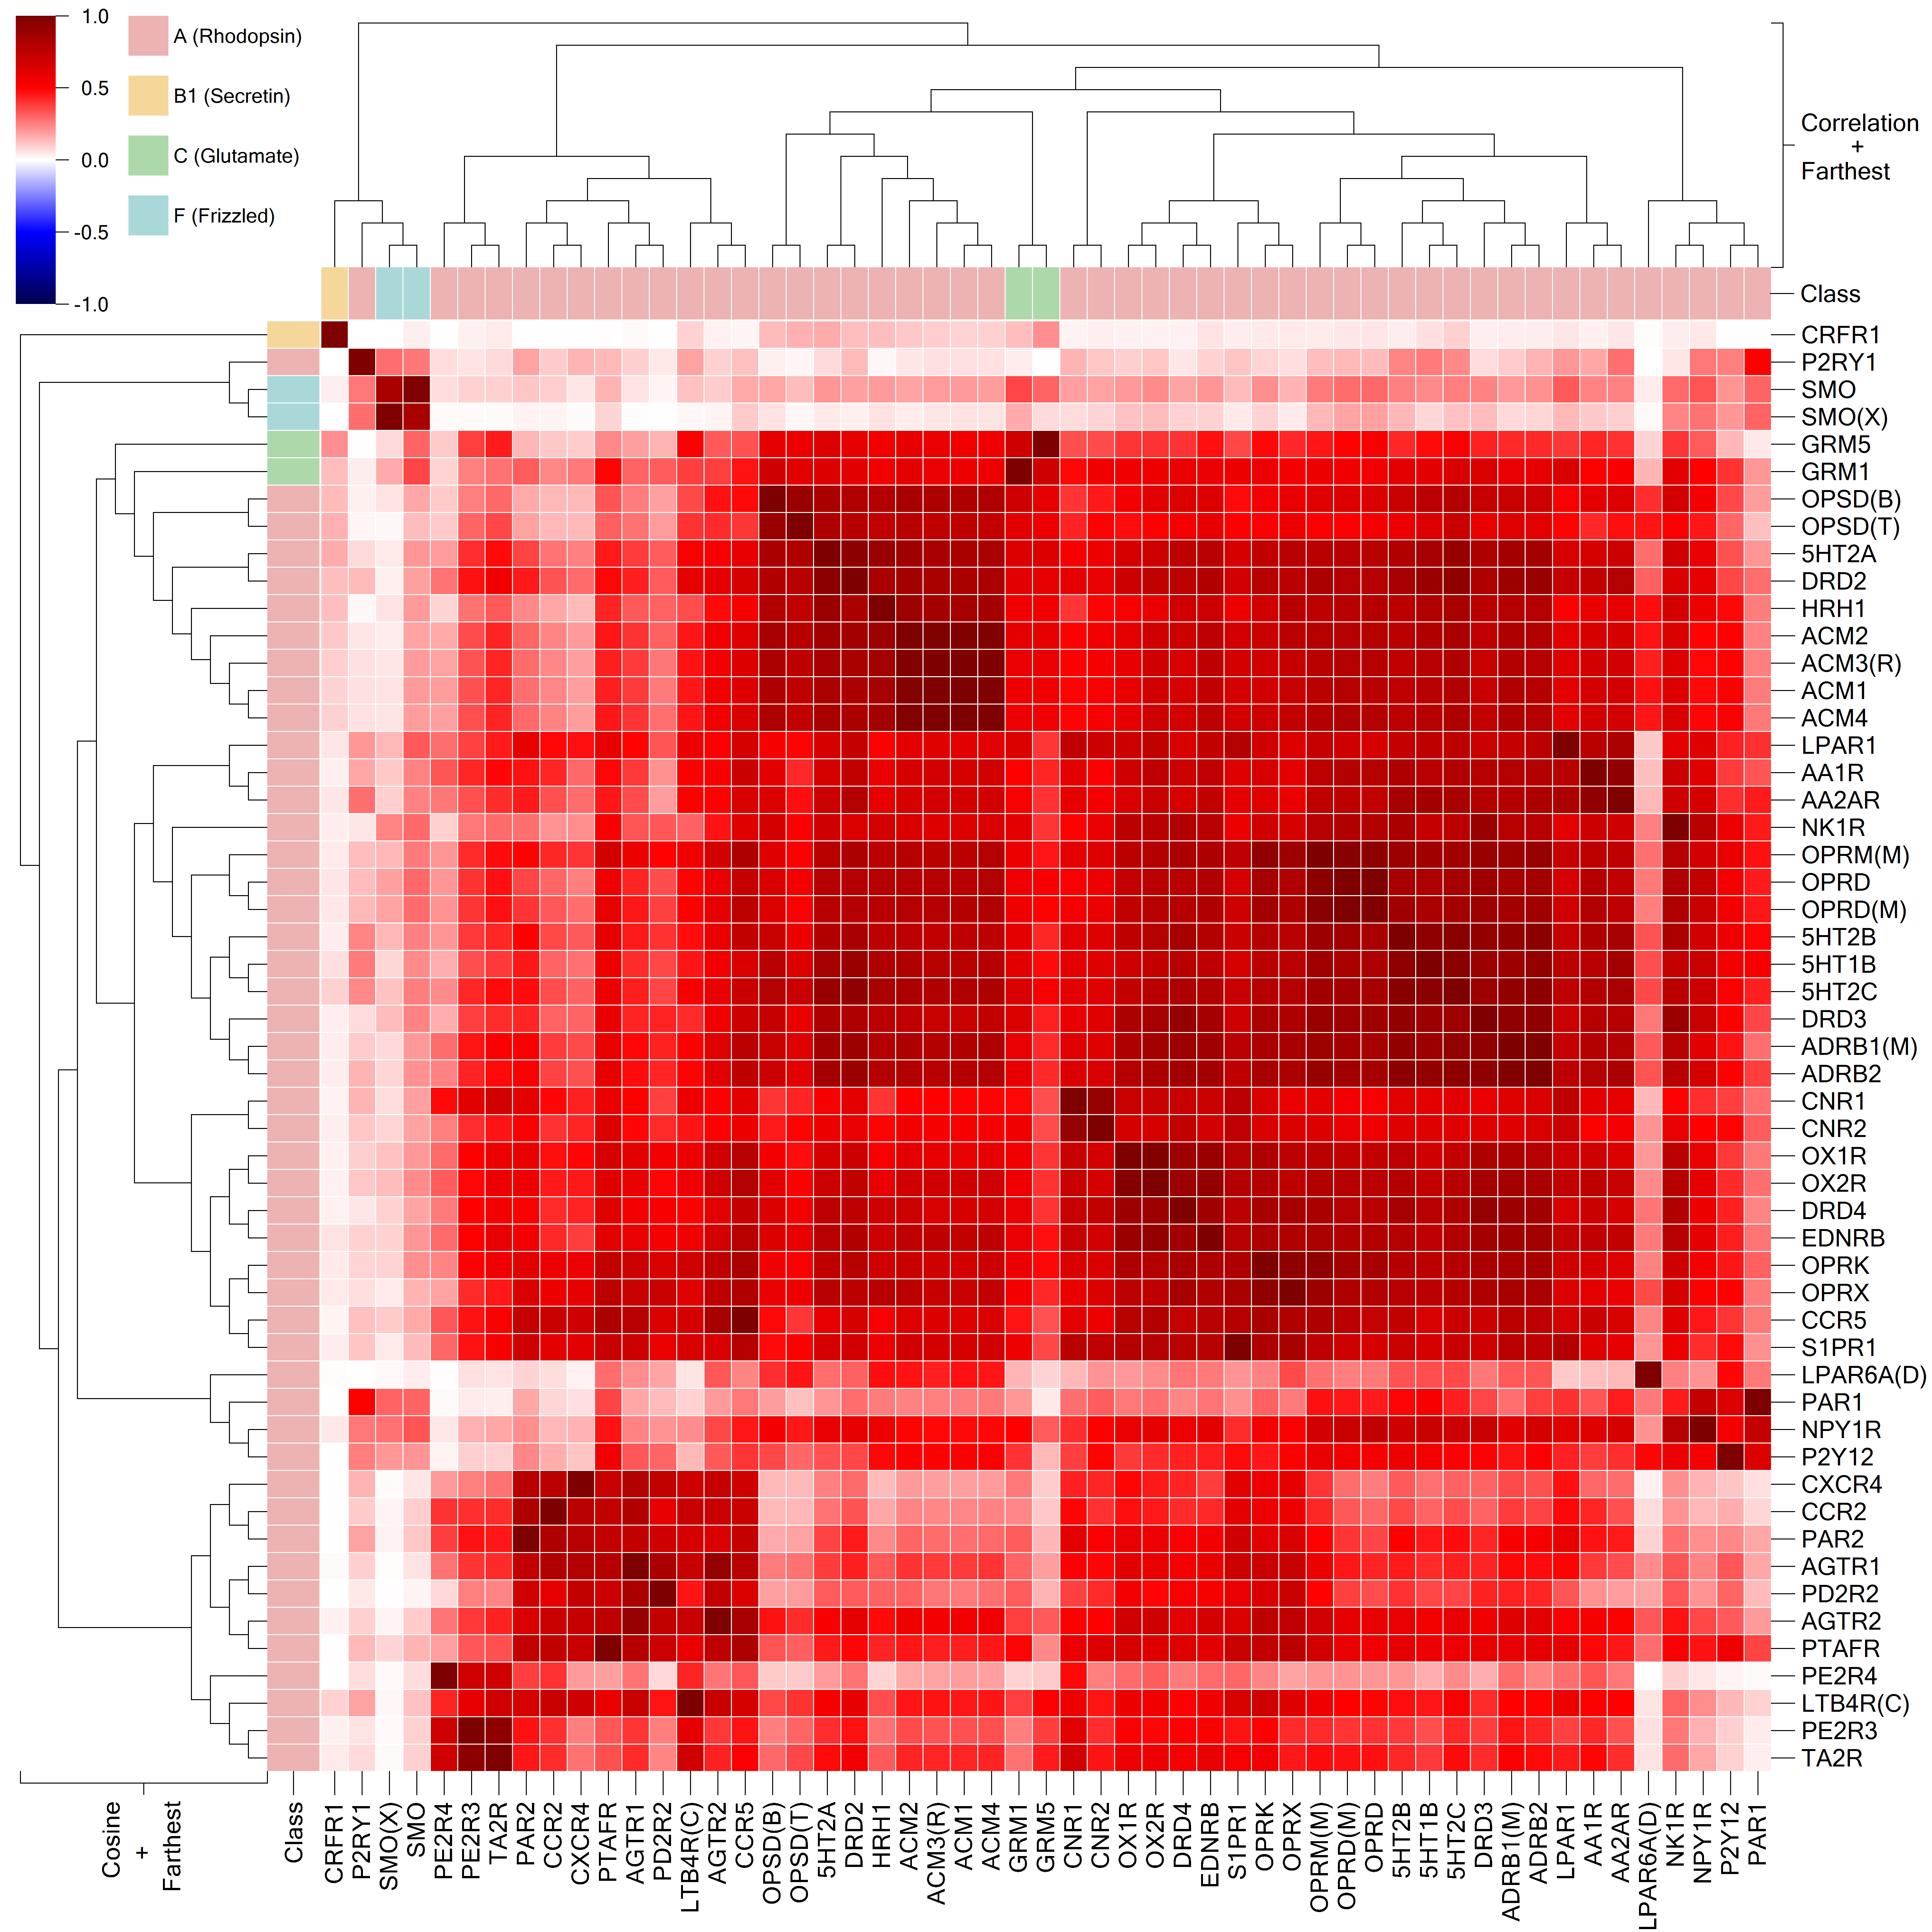 1.0
0.5
0.0
-0.5
-1.0
A (Rhodopsin)
B1 (Secretin)
C (Glutamate)
F (Frizzled)
Correlation
+
Farthest
Class
CRFR1
P2RY1
SMO
SMO(X)
GRM5
GRM1
OPSD(B)
OPSD(T)
5HT2A
DRD2
HRH1
ACM2
ACM3(R)
ACM1
ACM4
LPAR1
AA1R
AA2AR
NK1R
OPRM(M)
OPRD
OPRD(M)
5HT2B
5HT1B
5HT2C
DRD3
ADRB1(M)
ADRB2
CNR1
CNR2
OX1R
OX2R
DRD4
EDNRB
OPRK
OPRX
CCR5
S1PR1
LPAR6A(D)
PAR1
NPY1R
P2Y12
CXCR4
CCR2
PAR2
AGTR1
PD2R2
AGTR2
PTAFR
PE2R4
LTB4R(C)
PE2R3
TA2R
Cosine
+
Farthest
Class
CRFR1
P2RY1
SMO(X)
SMO
PE2R4
PE2R3
TA2R
PAR2
CCR2
CXCR4
PTAFR
AGTR1
PD2R2
LTB4R(C)
AGTR2
CCR5
OPSD(B)
OPSD(T)
5HT2A
DRD2
HRH1
ACM2
ACM3(R)
ACM1
ACM4
GRM1
GRM5
CNR1
CNR2
OX1R
OX2R
DRD4
EDNRB
S1PR1
OPRK
OPRX
OPRM(M)
OPRD(M)
OPRD
5HT2B
5HT1B
5HT2C
DRD3
ADRB1(M)
ADRB2
LPAR1
AA1R
AA2AR
LPAR6A(D)
NK1R
NPY1R
P2Y12
PAR1